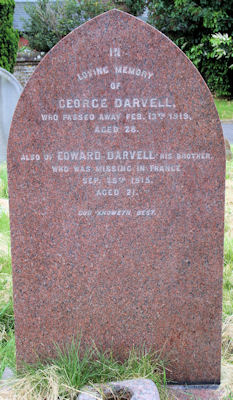 IN
LOVING MEMORY
OF
GEORGE DARVELL,
WHO PASSED AWAY FEB. 13TH 1919,
AGED 28.
ALSO OF EDWARD DARVELL HIS BROTHER,
WHO WAS MISSING IN FRANCE
SEP. 25TH 1915,
AGED 21.
GOD KNOWETH BEST.